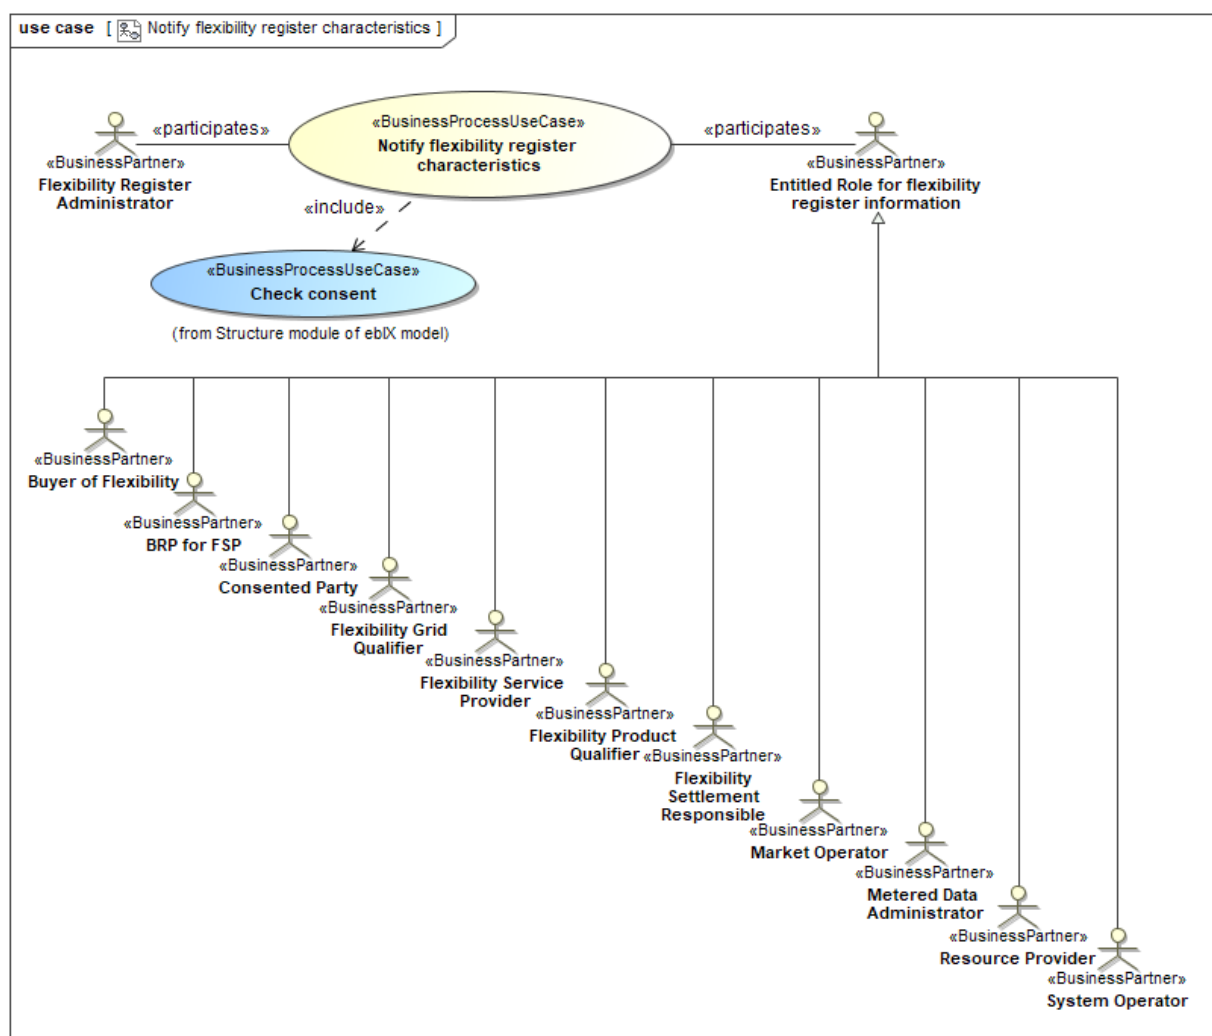 use case [ Notify flexibility register characteristics ]
«participates»
«BusinessProcessUseCase»
Notify flexibility register
characteristics
«participates»
«BusinessPartner»
Flexibility Register
Administrator
«BusinessPartner»
Entitled Role for flexibility
register information
«include»
«BusinessProcessUseCase»
Check consent
(from Structure module of ebIX model)
«BusinessPartner»
Buyer of Flexibility
«BusinessPartner»
BRP for FSP
«BusinessPartner»
Consented Party
«BusinessPartner»
Flexibility Grid
Qualifier
«BusinessPartner»
Flexibility Service
Provider
«BusinessPartner»
Flexibility Product
Qualifier
«BusinessPartner»
Flexibility
Settlement
Responsible
«BusinessPartner»
Market Operator
«BusinessPartner»
Metered Data
Administrator
«BusinessPartner»
Resource Provider
«BusinessPartner»
System Operator